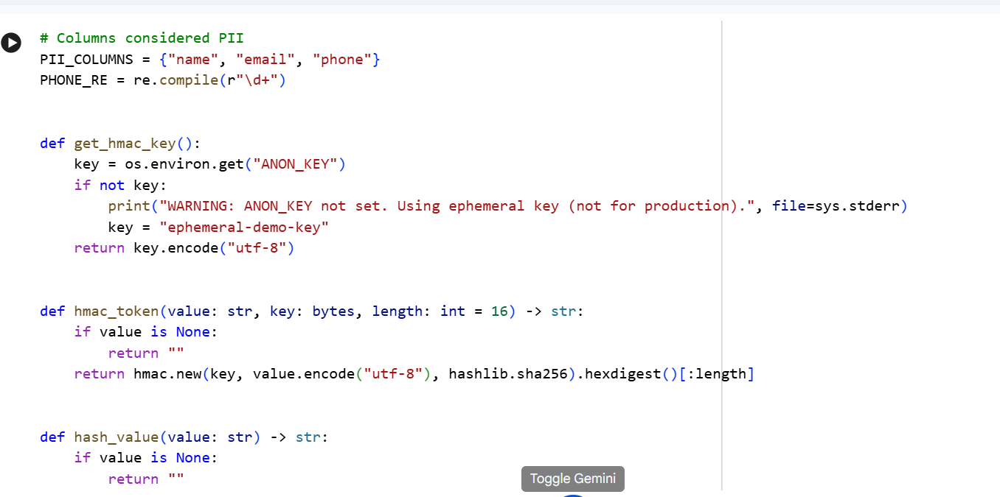 # Columns considered PII
PII_COLUMNS = {"name", "email", "phone"}
PHONE_RE = re.compile(r"\d+")
def get_hmac_key():
    key = os.environ.get("ANON_KEY")
    if not key:
        print("WARNING: ANON_KEY not set. Using ephemeral key (not for production).", file=sys.stderr)
        key = "ephemeral-demo-key"
    return key.encode("utf-8")
def hmac_token(value: str, key: bytes, length: int = 16) -> str:
    if value is None:
        return ""
    return hmac.new(key, value.encode("utf-8"), hashlib.sha256).hexdigest()[:length]
def hash_value(value: str) -> str:
    if value is None:
        return ""
Toggle Gemini